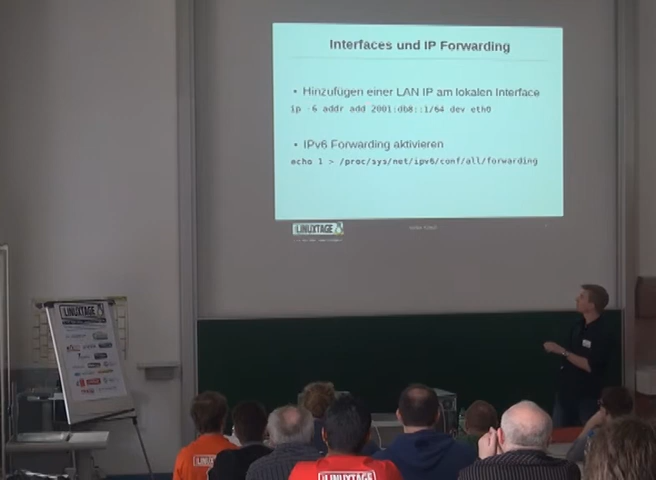 Interfaces und IP Forwarding
• Hinzufügen einer LAN IP am lokalen Interface
ip -6 addr add 2001:db8::1/64 dev eth0
• IPv6 Forwarding aktivieren
echo 1 > /proc/sys/net/ipv6/conf/all/forwarding
LINUXTAGE
LINUXTAGE
LINUXTAGE